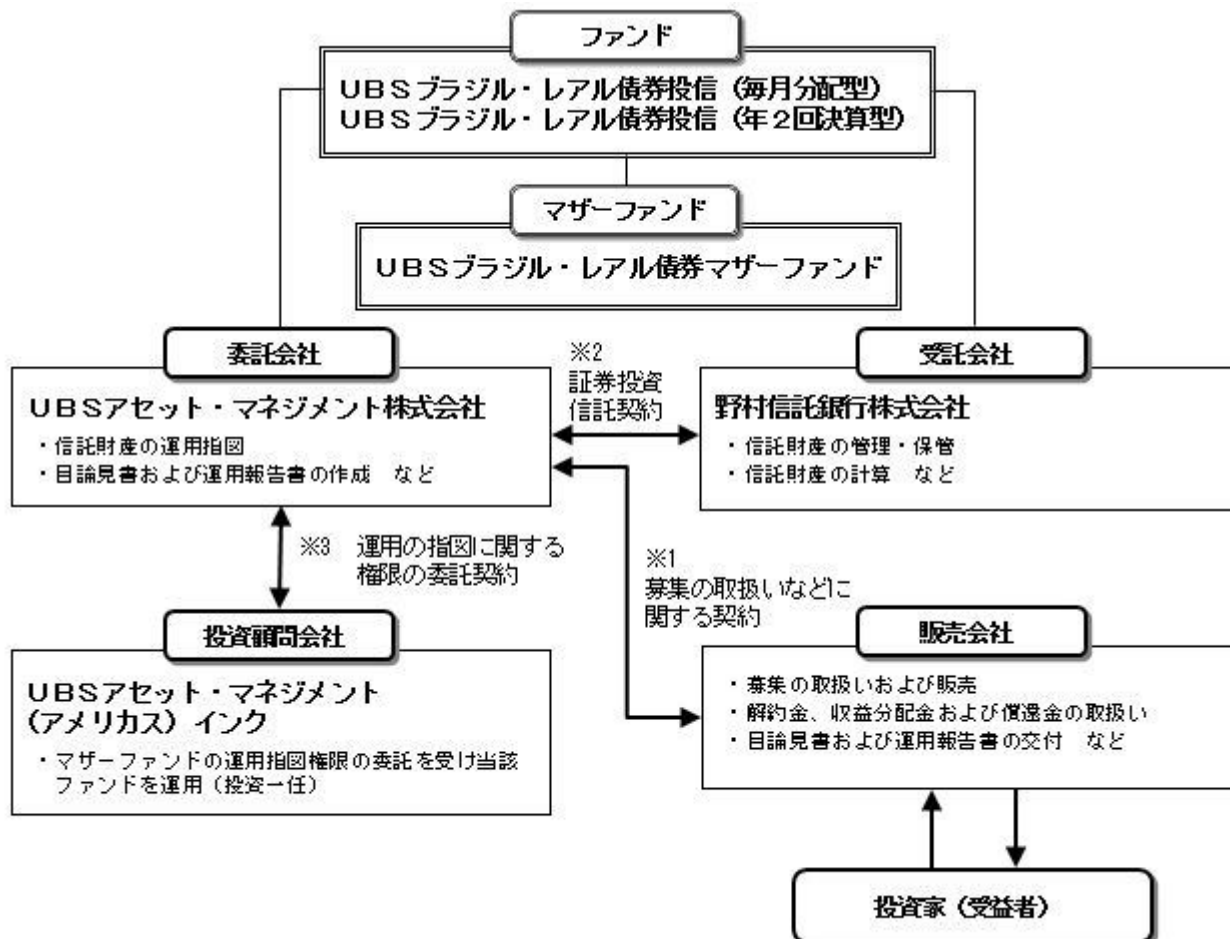 ファンド
UBSブラジル・レアル債券投信(毎月分配型)
UBSブラジル・レアル債券投信(年2回決算型)
マザーファンド
UBSブラジル・レアル債券マザーファンド
委託会社
UBSアセット・マネジメント株式会社
・信託財産の運用指図
・目論見書および運用報告書の作成 など
※2
証券投資
信託契約
受託会社
野村信託銀行株式会社
・信託財産の管理・保管
・信託財産の計算 など
※3 運用の指図に関する
権限の委託契約
※1
募集の取扱いなどに
関する契約
投資顧問会社
UBSアセット・マネジメント
(アメリカス)インク
・マザーファンドの運用指図権限の委託を受け当該
ファンドを運用(投資一任)
販売会社
・募集の取扱いおよび販売
・解約金、収益分配金および償還金の取扱い
・目論見書および運用報告書の交付 など
投資家(受益者)